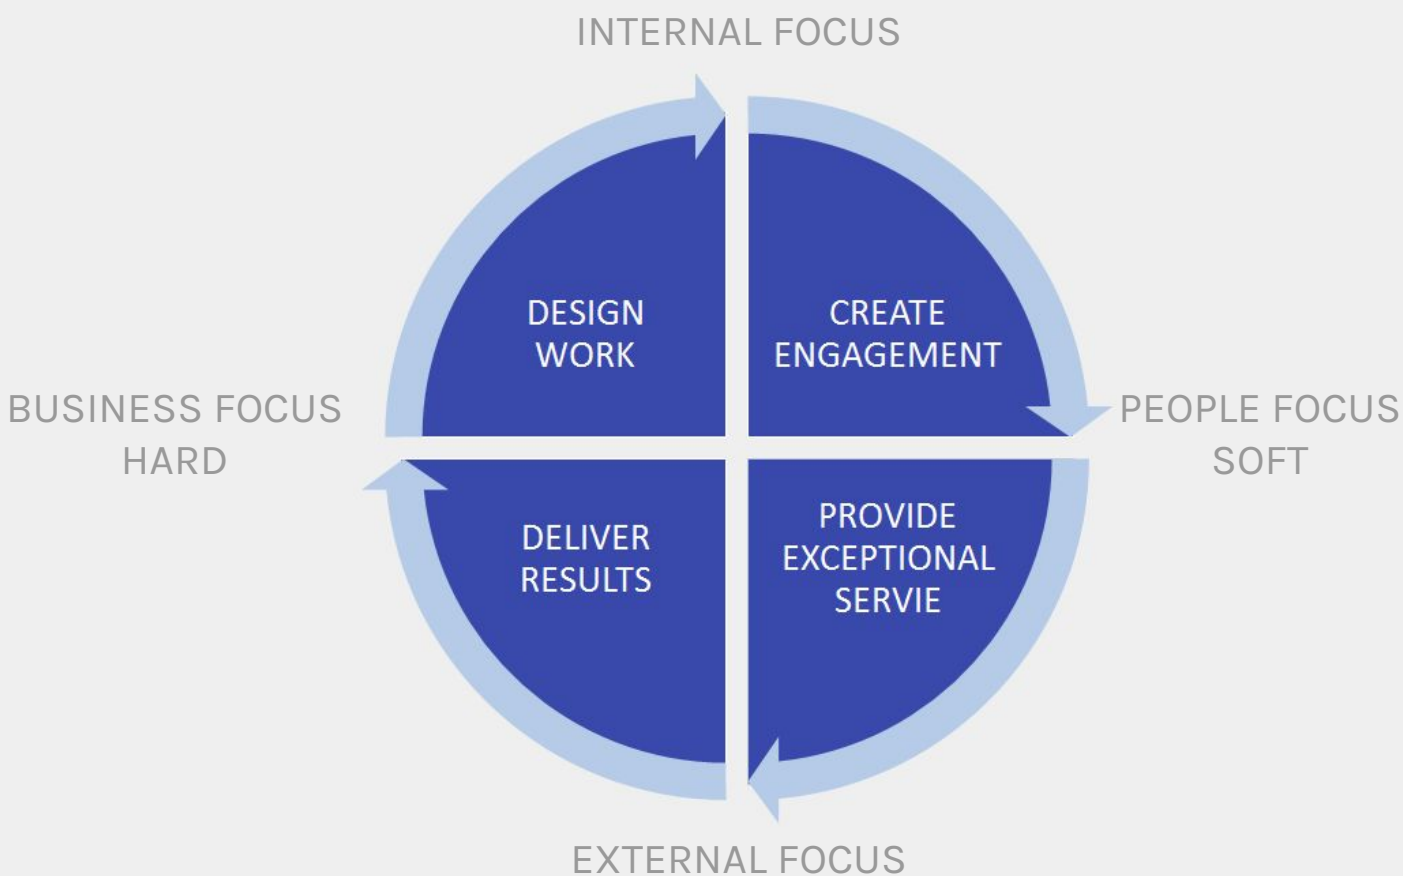 INTERNAL FOCUS
DESIGN
WORK
CREATE
ENGAGEMENT
BUSINESS FOCUS
HARD
PEOPLE FOCUS
SOFT
DELIVER
RESULTS
PROVIDE
EXCEPTIONAL
SERVIE
EXTERNAL FOCUS